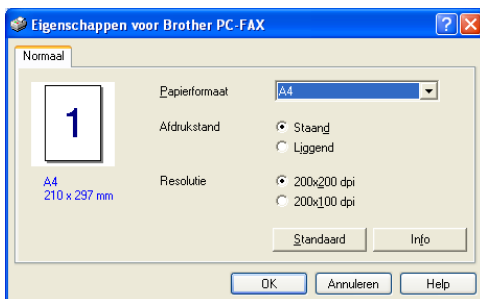 Eigenschappen voor Brother PC-FAX
Normaal
1
A4
210 x 297 mm
Papierformaat
A4
Afdrukstand
Staand
Liggend
Resolutie
200x200 dpi
200x100 dpi
Standaard
Info
OK
Annuleren
Help